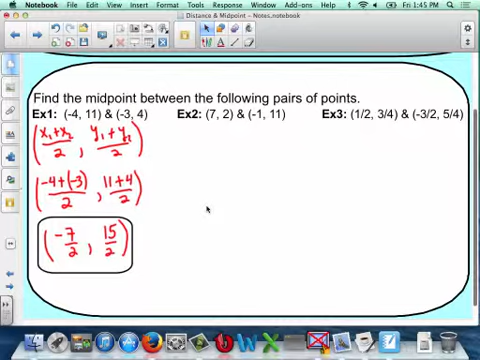 Notebook File Edit View Insert Format Tools Add-ons Window Help Fri 1:45 PM
Distance & Midpoint – Notes.notebook
Find the midpoint between the following pairs of points.
Ex1: (-4, 11) & (-3, 4) Ex2: (7, 2) & (-1, 11) Ex3: (1/2, 3/4) & (-3/2, 5/4)
(x₁+x₂/2, y₁+y₂/2)
(-4+(-3)/2, 11+4/2)
(-7/2, 15/2)